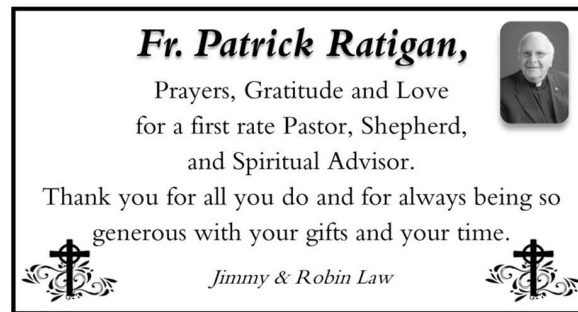 Fr. Patrick Ratigan,
Prayers, Gratitude and Love
for a first rate Pastor, Shepherd,
and Spiritual Advisor.
Thank you for all you do and for always being so
generous with your gifts and your time.
Jimmy & Robin Law